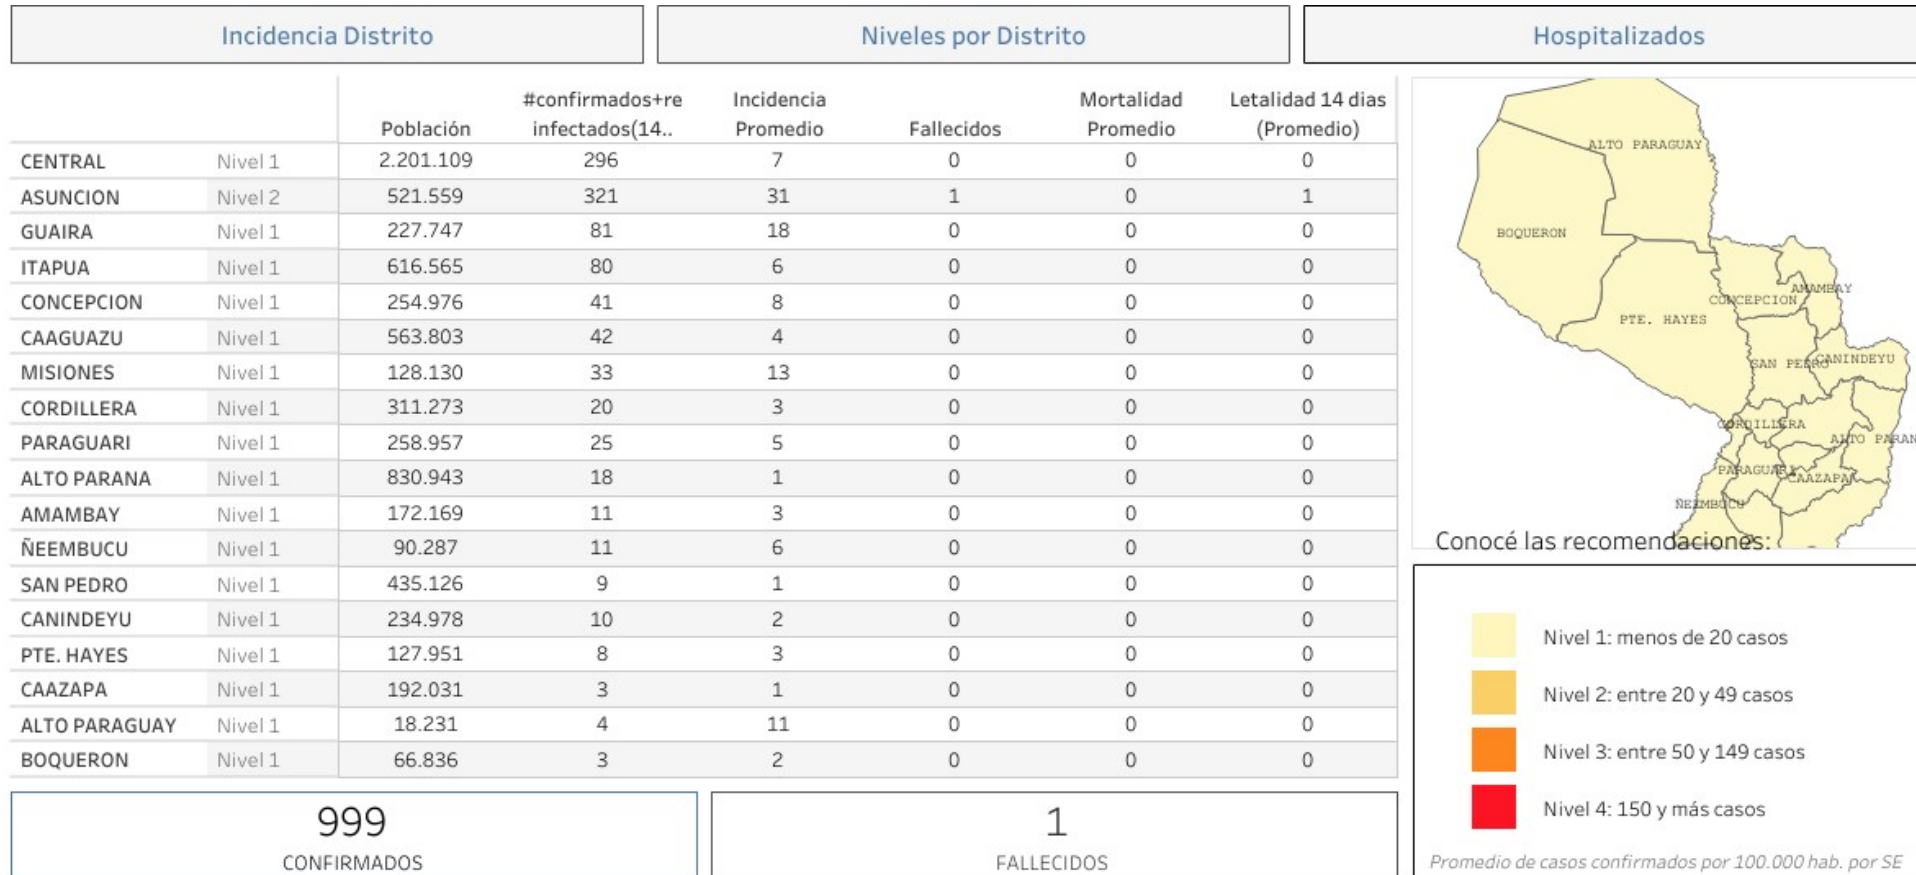 Incidencia Distrito Niveles por Distrito Hospitalizados
#confirmados+re Incidencia Mortalidad Letalidad 14 dias
Población infectados(14.. Promedio Fallecidos Promedio (Promedio)
CENTRAL Nivel 1 2.201.109 296 7 0 0 0
ASUNCION Nivel 2 521.559 321 31 1 0 1
GUAIRA Nivel 1 227.747 81 18 0 0 0
ITAPUA Nivel 1 616.565 80 6 0 0 0
CONCEPCION Nivel 1 254.976 41 8 0 0 0
CAAGUAZU Nivel 1 563.803 42 4 0 0 0
MISIONES Nivel 1 128.130 33 13 0 0 0
CORDILLERA Nivel 1 311.273 20 3 0 0 0
PARAGUARI Nivel 1 258.957 25 5 0 0 0
ALTO PARANA Nivel 1 830.943 18 1 0 0 0
AMAMBAY Nivel 1 172.169 11 3 0 0 0
ÑEEMBUCU Nivel 1 90.287 11 6 0 0 0
SAN PEDRO Nivel 1 435.126 9 1 0 0 0
CANINDEYU Nivel 1 234.978 10 2 0 0 0
PTE. HAYES Nivel 1 127.951 8 3 0 0 0
CAAZAPA Nivel 1 192.031 3 1 0 0 0
ALTO PARAGUAY Nivel 1 18.231 4 11 0 0 0
BOQUERON Nivel 1 66.836 3 2 0 0 0
999
CONFIRMADOS
1
FALLECIDOS
ALTO PARAGUAY
BOQUERON
AMAMBAY
CONCEPCION
PTE. HAYES
SAN PEDRO CANINDEYU
CORDILLERA
ALTO PARAN
PARAGUARI
CAAZAPA
ÑEEMBUCU
Conocé las recomendaciones:
Nivel 1: menos de 20 casos
Nivel 2: entre 20 y 49 casos
Nivel 3: entre 50 y 149 casos
Nivel 4: 150 y más casos
Promedio de casos confirmados por 100.000 hab. por SE